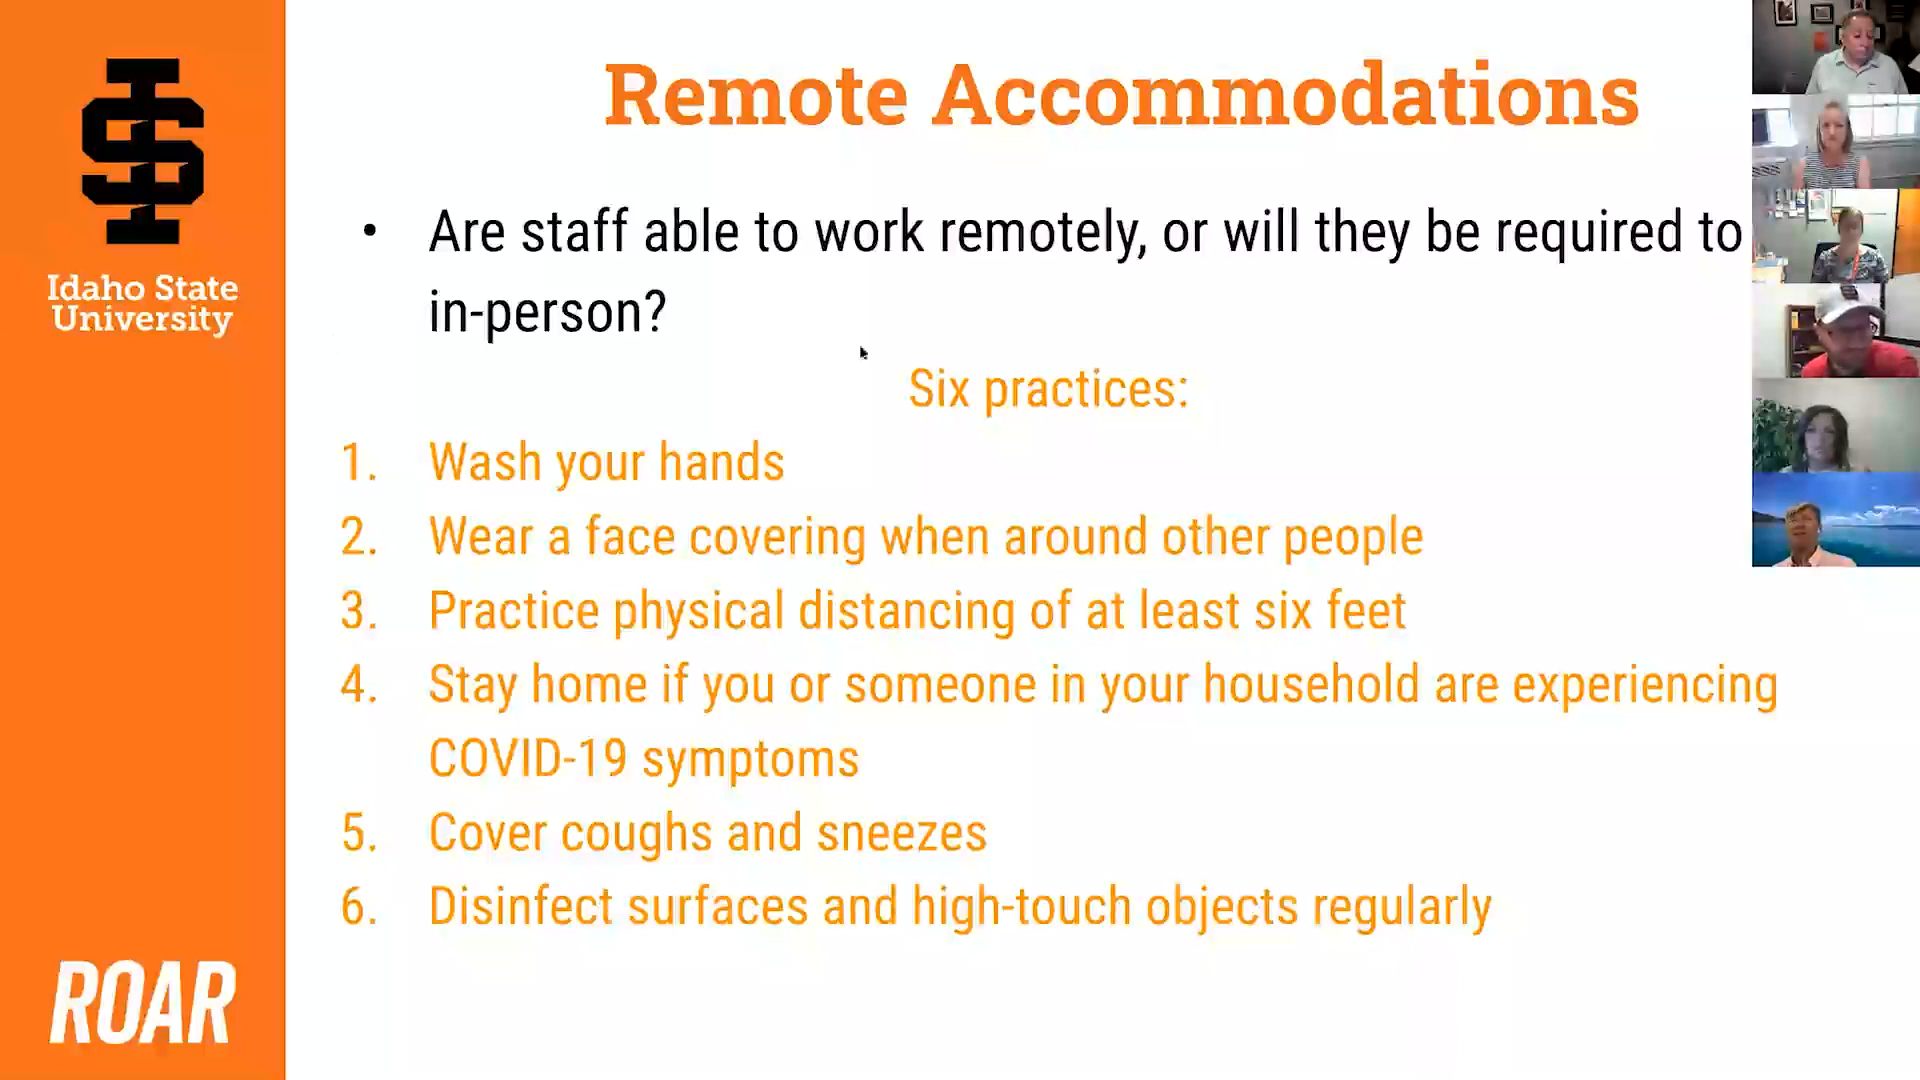 Remote Accommodations
• Are staff able to work remotely, or will they be required to
in-person?
Six practices:
1. Wash your hands
2. Wear a face covering when around other people
3. Practice physical distancing of at least six feet
4. Stay home if you or someone in your household are experiencing
COVID-19 symptoms
5. Cover coughs and sneezes
6. Disinfect surfaces and high-touch objects regularly
IS
Idaho State
University
ROAR